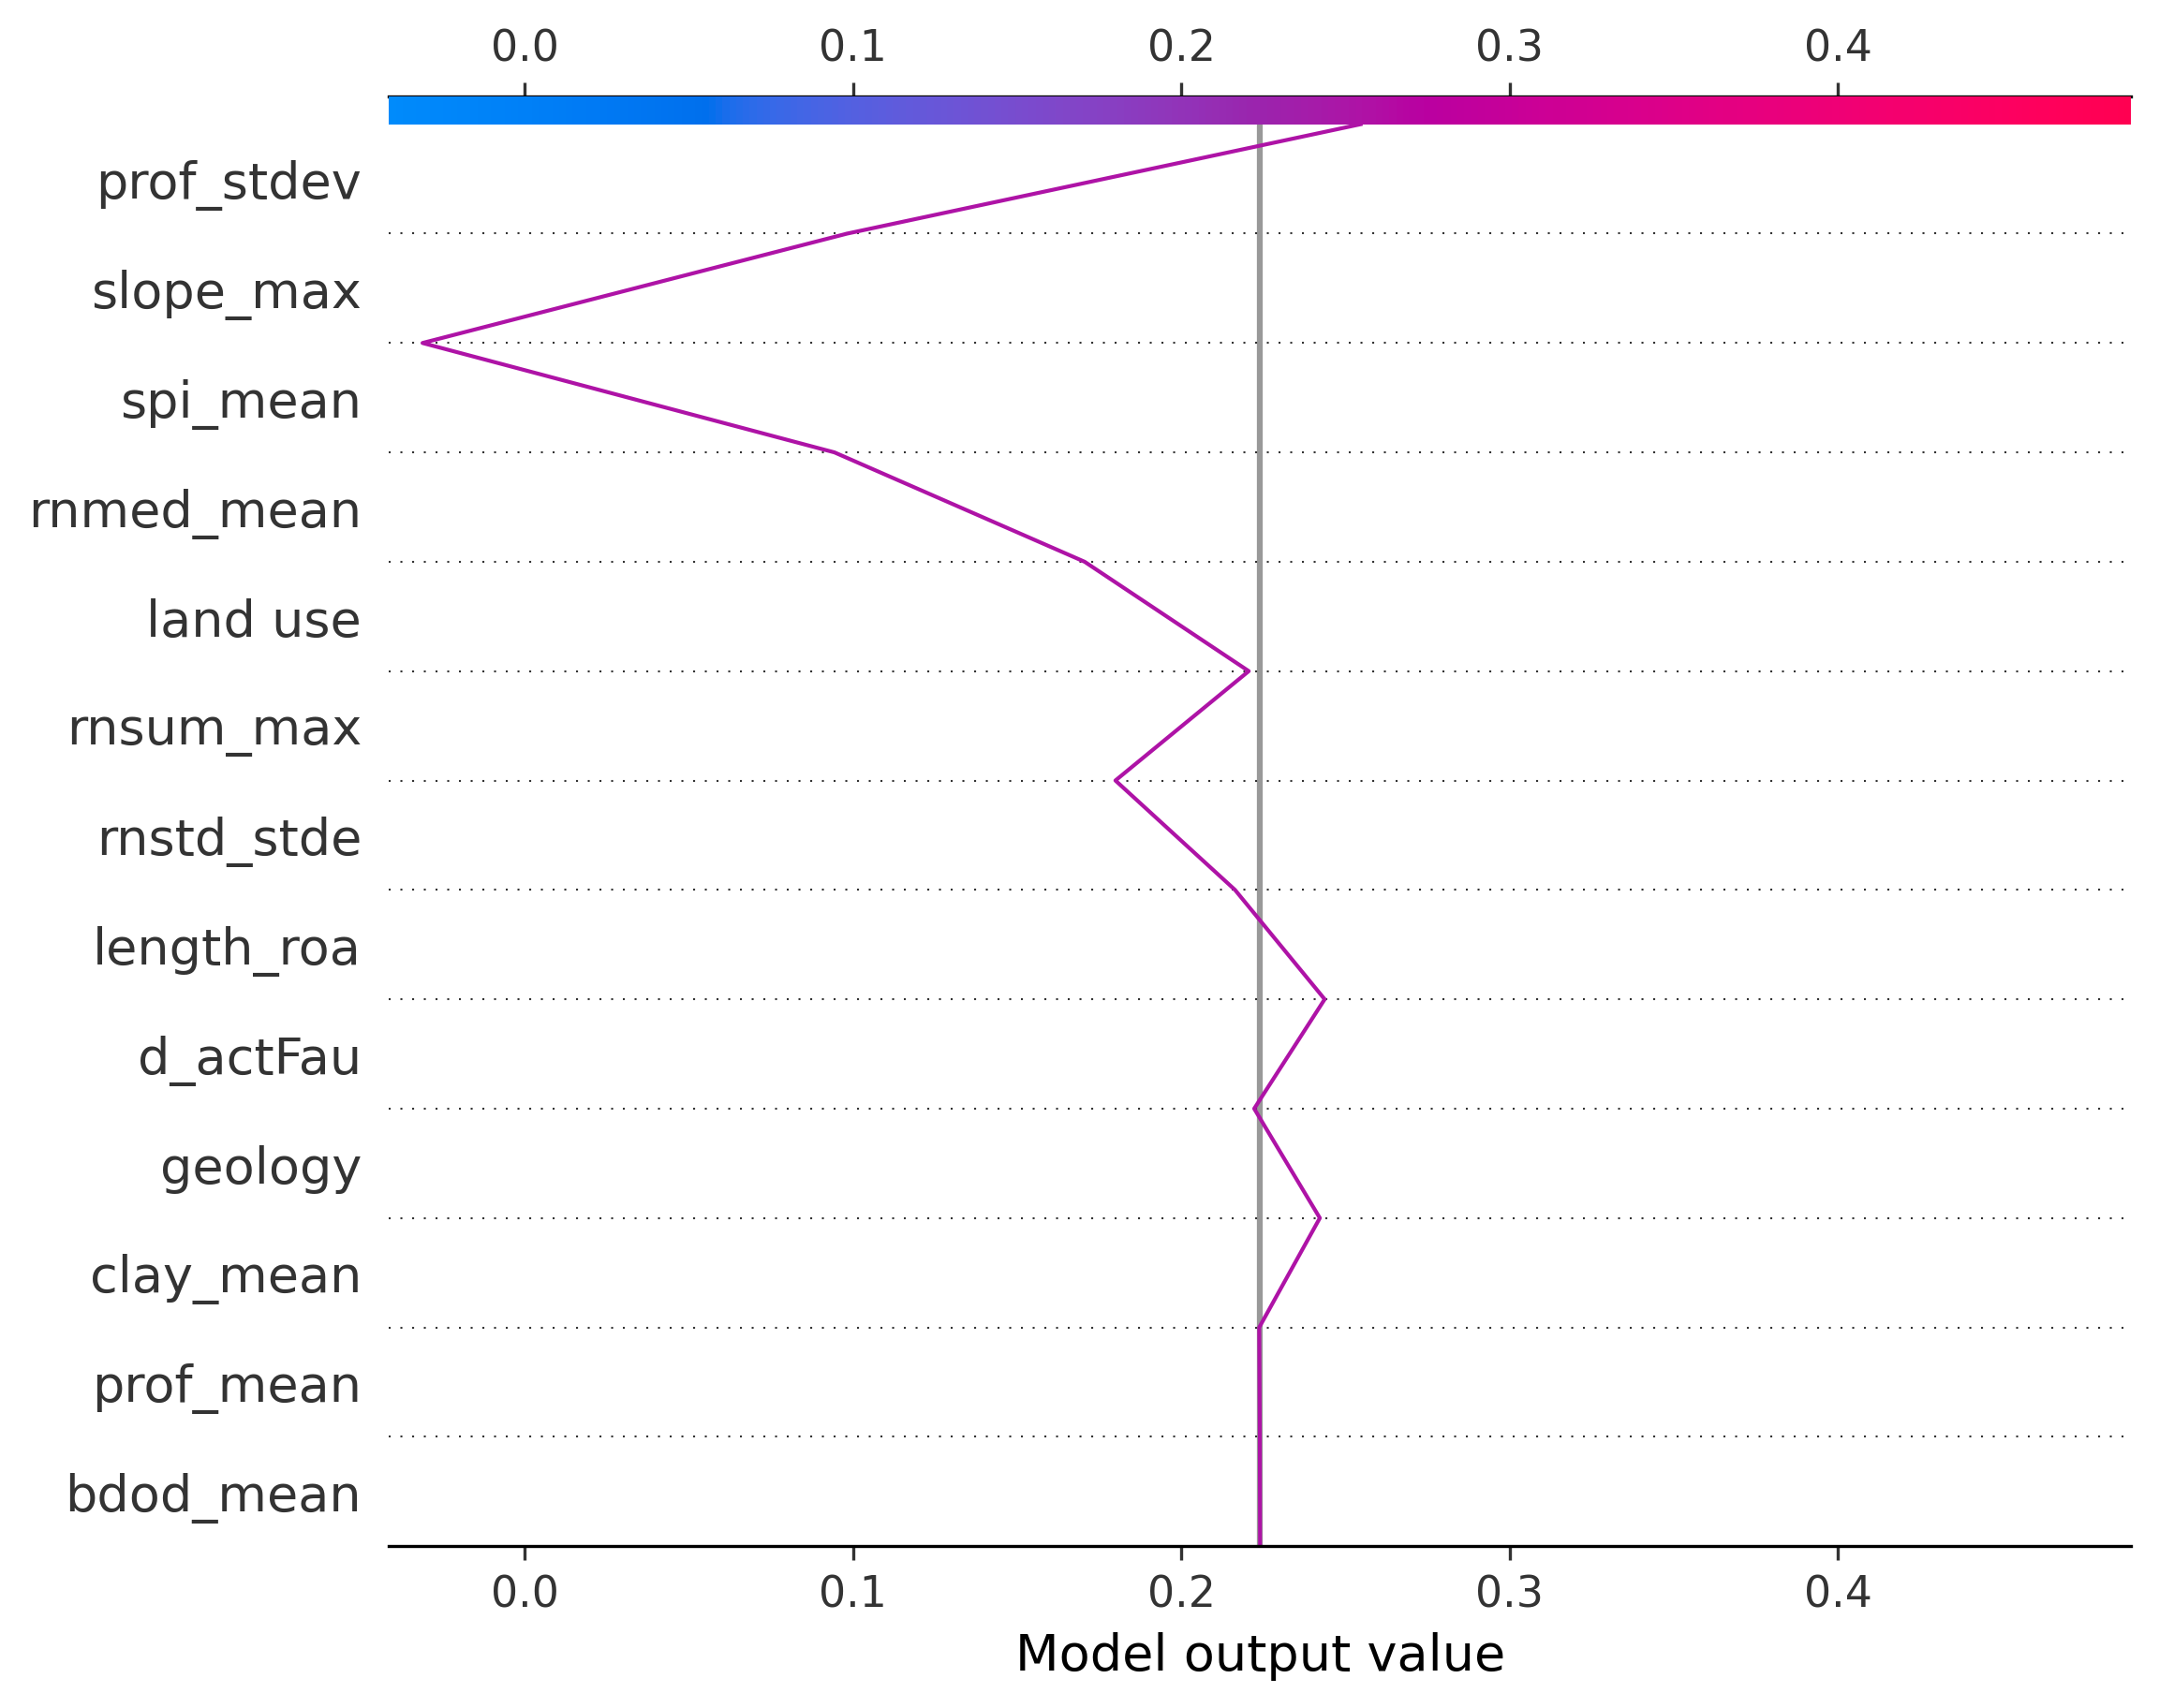 0.0 0.1 0.2 0.3 0.4
prof_stdev
slope_max
spi_mean
rnmed_mean
land use
rnsum_max
rnstd_stde
length_roa
d_actFau
geology
clay_mean
prof_mean
bdod_mean
0.0 0.1 0.2 0.3 0.4
Model output value